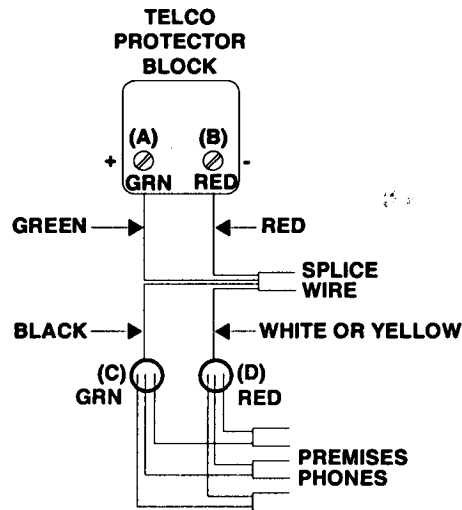 TELCO
PROTECTOR
BLOCK
(A) (B)
+ -
GRN RED
GREEN RED
SPLICE
WIRE
BLACK WHITE OR YELLOW
(C) (D)
GRN RED
PREMISES
PHONES